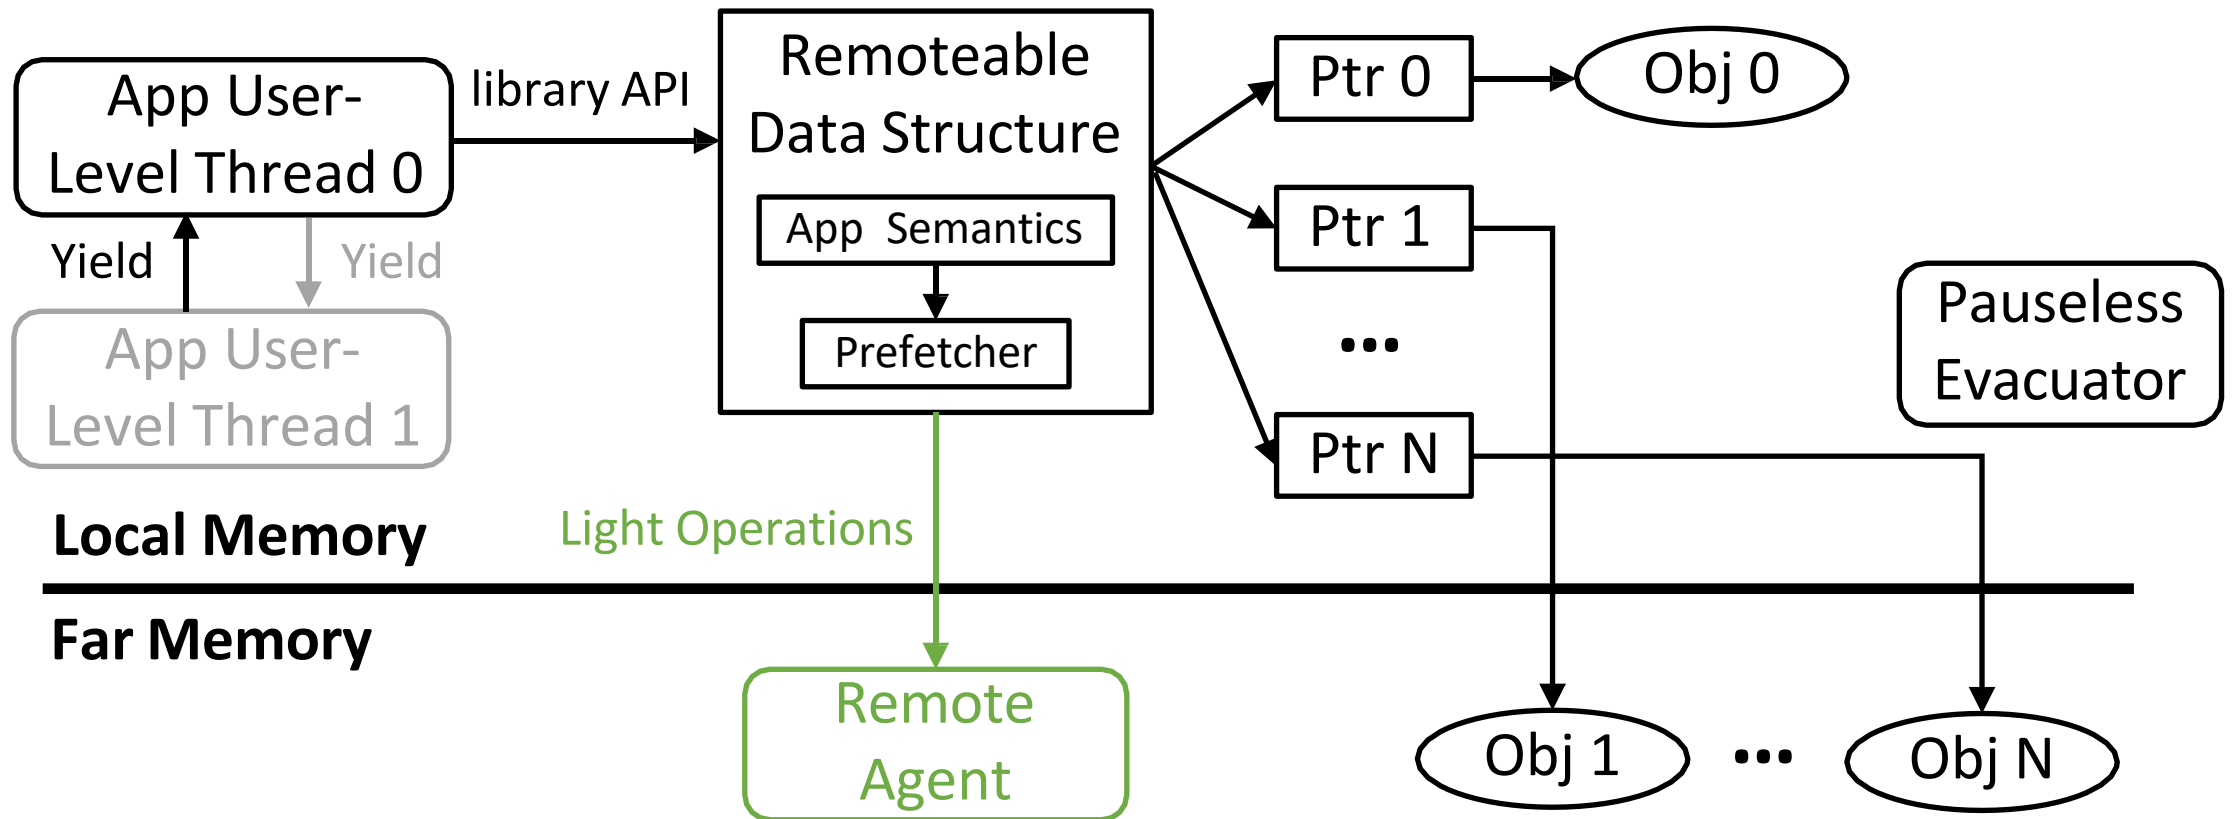 App User-
Level Thread 0
library API
Yield
Yield
App User-
Level Thread 1
Remoteable
Data Structure
App Semantics
Prefetcher
Ptr 0
Obj 0
Ptr 1
...
Ptr N
Pauseless
Evacuator
Local Memory
Light Operations
Far Memory
Remote
Agent
Obj 1
...
Obj N